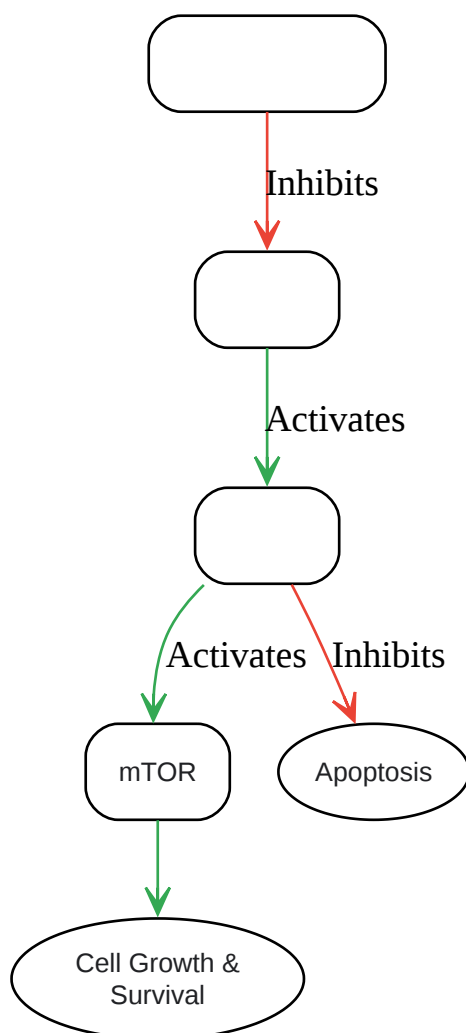 Inhibits
Activates
Activates
Inhibits
mTOR
Apoptosis
Cell Growth &
Survival